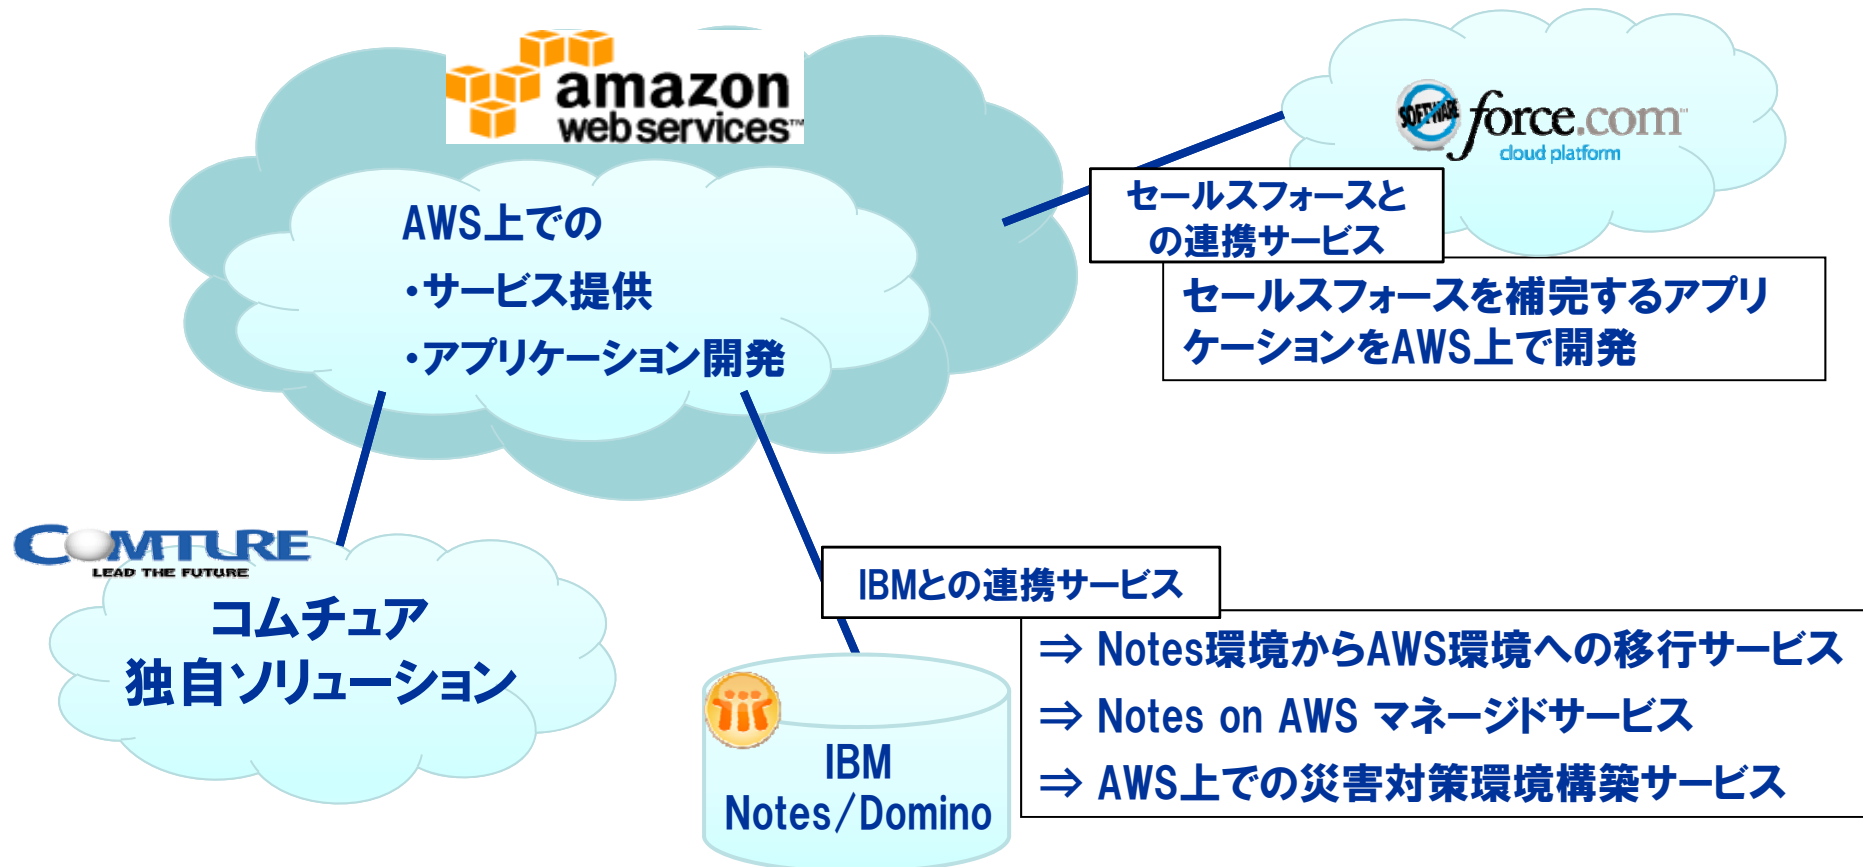 amazon
web services™
SOFTWARE
force.com™
cloud platform
AWS上での
・サービス提供
・アプリケーション開発
セールスフォースと
の連携サービス
セールスフォースを補完するアプリ
ケーションをAWS上で開発
COMTURE
LEAD THE FUTURE
コムチュア
独自ソリューション
IBMとの連携サービス
⇒ Notes環境からAWS環境への移行サービス
⇒ Notes on AWS マネージドサービス
⇒ AWS上での災害対策環境構築サービス
IBM
Notes/Domino